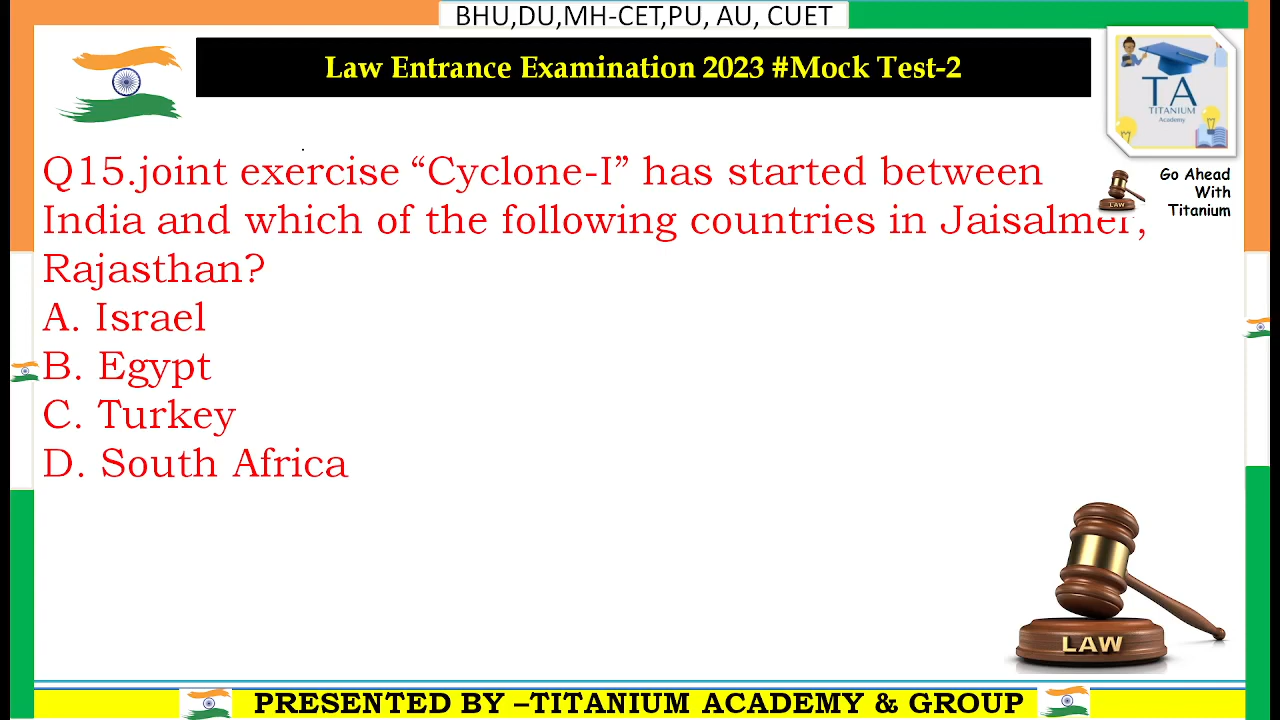 BHU,DU,MH-CET,PU, AU, CUET
Law Entrance Examination 2023 #Mock Test-2
TA
TITANIUM
Academy
Go Ahead
With
Titanium
LAW
Q15.joint exercise “Cyclone-I” has started between
India and which of the following countries in Jaisalmer,
Rajasthan?
A. Israel
B. Egypt
C. Turkey
D. South Africa
LAW
PRESENTED BY –TITANIUM ACADEMY & GROUP